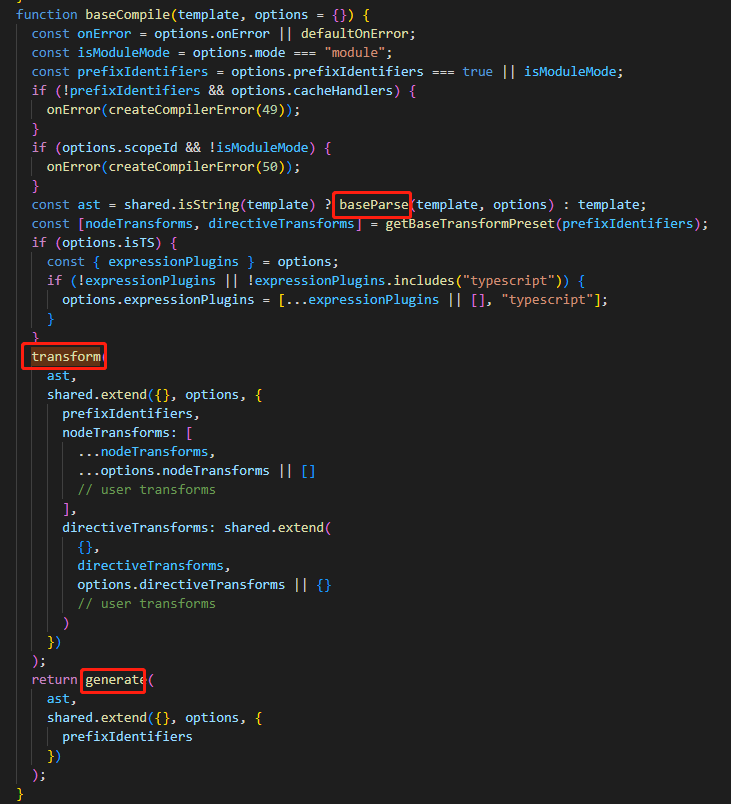 }
function baseCompile(template, options = {}) {
  const onError = options.onError || defaultOnError;
  const isModuleMode = options.mode === "module";
  const prefixIdentifiers = options.prefixIdentifiers === true || isModuleMode;
  if (!prefixIdentifiers && options.cacheHandlers) {
    onError(createCompilerError(49));
  }
  if (options.scopeId && !isModuleMode) {
    onError(createCompilerError(50));
  }
  const ast = shared.isString(template) ? baseParse(template, options) : template;
  const [nodeTransforms, directiveTransforms] = getBaseTransformPreset(prefixIdentifiers);
  if (options.isTS) {
    const { expressionPlugins } = options;
    if (!expressionPlugins || !expressionPlugins.includes("typescript")) {
      options.expressionPlugins = [...expressionPlugins || [], "typescript"];
    }
  }
  transform(
    ast,
    shared.extend({}, options, {
      prefixIdentifiers,
      nodeTransforms: [
        ...nodeTransforms,
        ...options.nodeTransforms || []
        // user transforms
      ],
      directiveTransforms: shared.extend(
        {},
        directiveTransforms,
        options.directiveTransforms || {}
        // user transforms
      )
    })
  );
  return generate(
    ast,
    shared.extend({}, options, {
      prefixIdentifiers
    })
  );
}